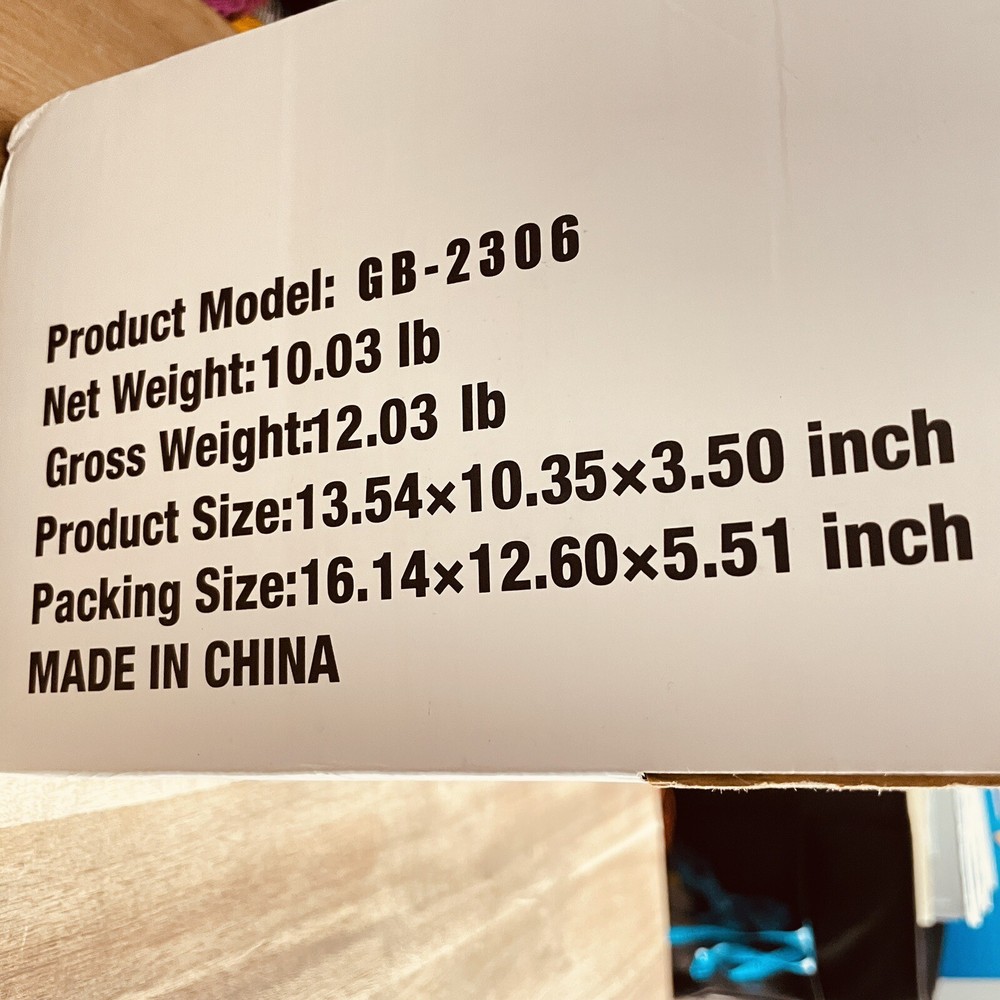 Product Model: GB-2306
Net Weight:10.03 lb
Gross Weight:12.03 lb
Product Size:13.54×10.35×3.50 inch
Packing Size:16.14×12.60×5.51 inch
MADE IN CHINA